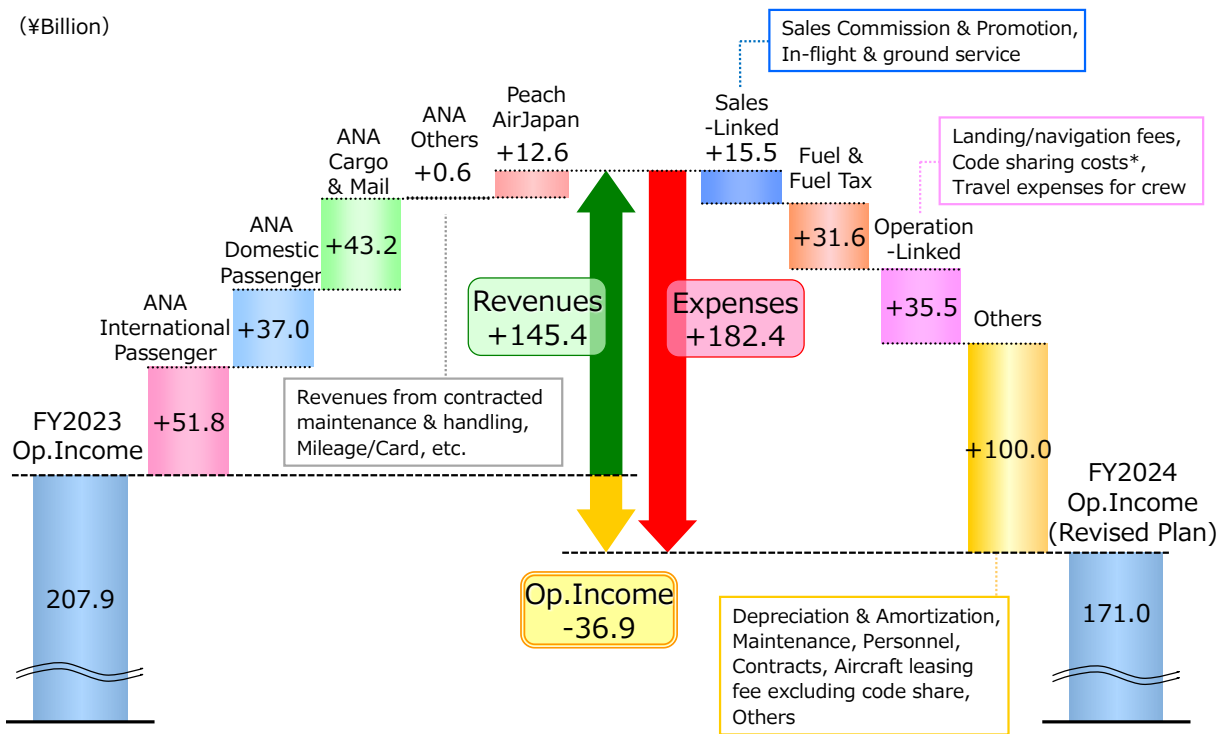 (¥Billion)
FY2023
Op.Income
207.9
ANA
International
Passenger
+51.8
ANA
Domestic
Passenger
+37.0
ANA
Cargo
& Mail
+43.2
ANA
Others
+0.6
Revenues from contracted
maintenance & handling,
Mileage/Card, etc.
Peach
AirJapan
+12.6
Revenues
+145.4
Expenses
+182.4
Op.Income
-36.9
Sales
-Linked
+15.5
Sales Commission & Promotion,
In-flight & ground service
Fuel &
Fuel Tax
+31.6
Operation
-Linked
+35.5
Landing/navigation fees,
Code sharing costs*,
Travel expenses for crew
Others
+100.0
Depreciation & Amortization,
Maintenance, Personnel,
Contracts, Aircraft leasing
fee excluding code share,
Others
FY2024
Op.Income
(Revised Plan)
171.0